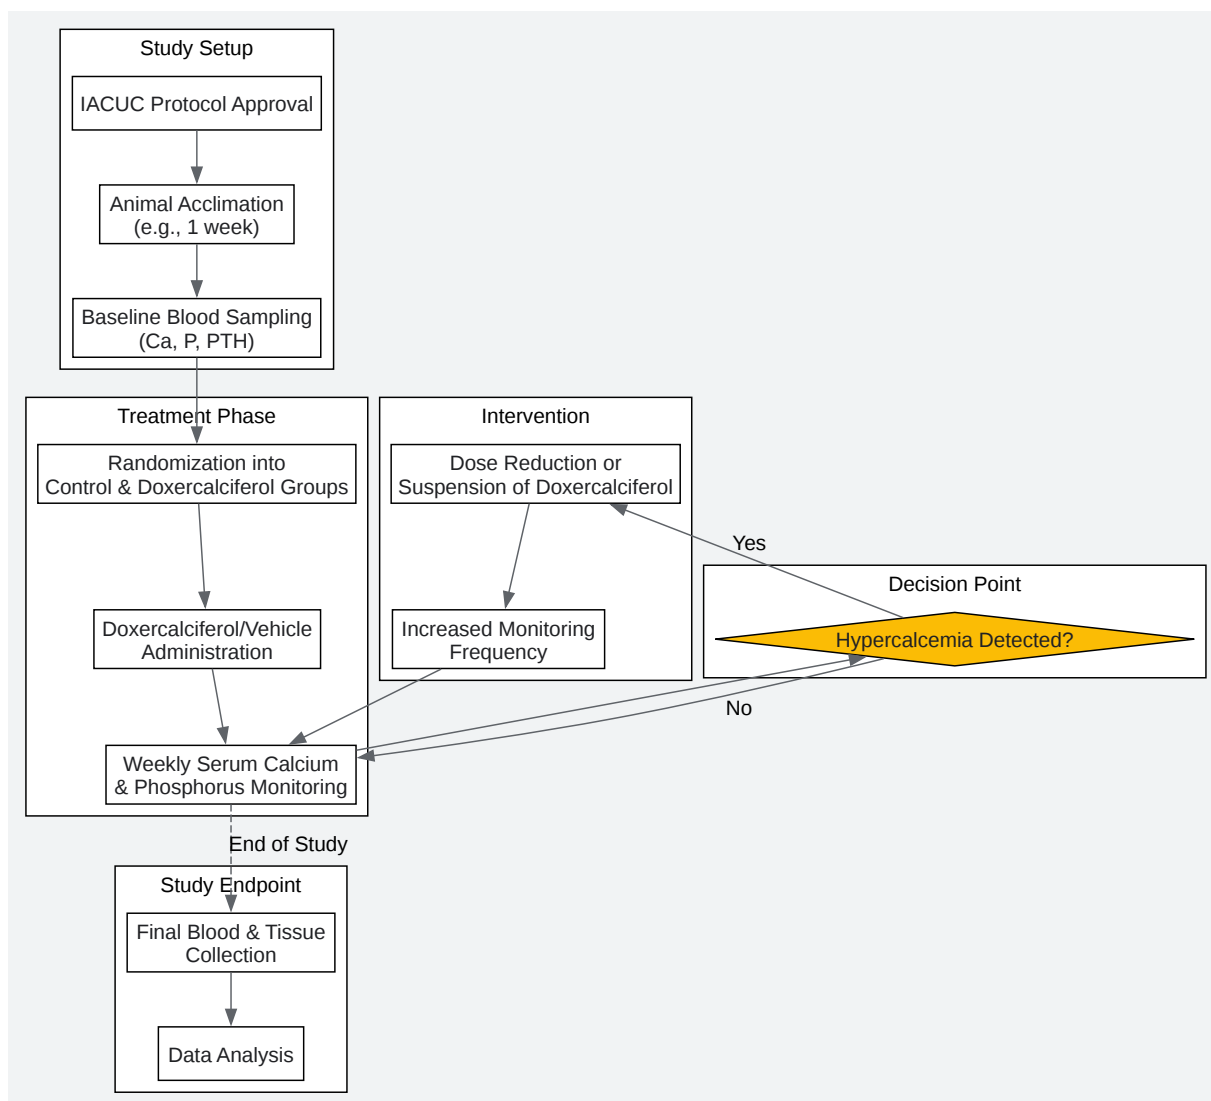 Study Setup
IACUC Protocol Approval
Animal Acclimation
(e.g., 1 week)
Baseline Blood Sampling
(Ca, P, PTH)
Treatment Phase
Randomization into
Control & Doxercalciferol Groups
Doxercalciferol/Vehicle
Administration
Weekly Serum Calcium
& Phosphorus Monitoring
Intervention
Dose Reduction or
Suspension of Doxercalciferol
Increased Monitoring
Frequency
Yes
Decision Point
Hypercalcemia Detected?
No
End of Study
Study Endpoint
Final Blood & Tissue
Collection
Data Analysis